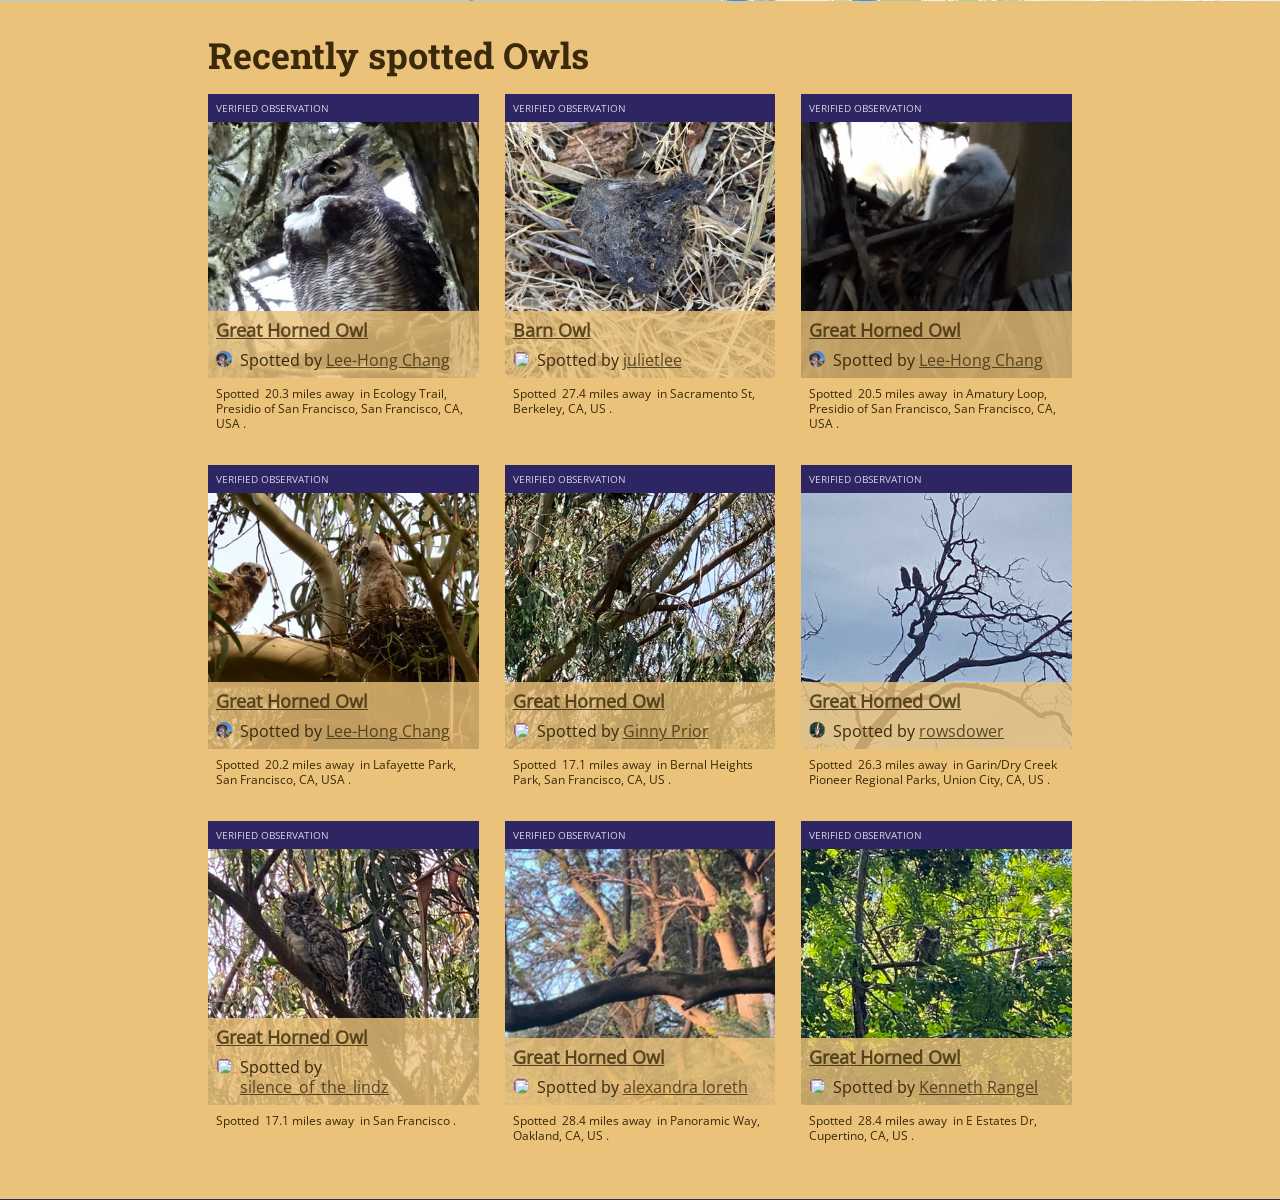 Recently spotted Owls
VERIFIED OBSERVATION
Great Horned Owl
Spotted by Lee-Hong Chang
Spotted 20.3 miles away in Ecology Trail,
Presidio of San Francisco, San Francisco, CA,
USA .
VERIFIED OBSERVATION
Barn Owl
Spotted by julietlee
Spotted 27.4 miles away in Sacramento St,
Berkeley, CA, US .
VERIFIED OBSERVATION
Great Horned Owl
Spotted by Lee-Hong Chang
Spotted 20.5 miles away in Amatury Loop,
Presidio of San Francisco, San Francisco, CA,
USA .
VERIFIED OBSERVATION
Great Horned Owl
Spotted by Lee-Hong Chang
Spotted 20.2 miles away in Lafayette Park,
San Francisco, CA, USA .
VERIFIED OBSERVATION
Great Horned Owl
Spotted by Ginny Prior
Spotted 17.1 miles away in Bernal Heights
Park, San Francisco, CA, US .
VERIFIED OBSERVATION
Great Horned Owl
Spotted by rowsdower
Spotted 26.3 miles away in Garin/Dry Creek
Pioneer Regional Parks, Union City, CA, US .
VERIFIED OBSERVATION
Great Horned Owl
Spotted by
silence_of_the_lindz
Spotted 17.1 miles away in San Francisco .
VERIFIED OBSERVATION
Great Horned Owl
Spotted by alexandra loreth
Spotted 28.4 miles away in Panoramic Way,
Oakland, CA, US .
VERIFIED OBSERVATION
Great Horned Owl
Spotted by Kenneth Rangel
Spotted 28.4 miles away in E Estates Dr,
Cupertino, CA, US .